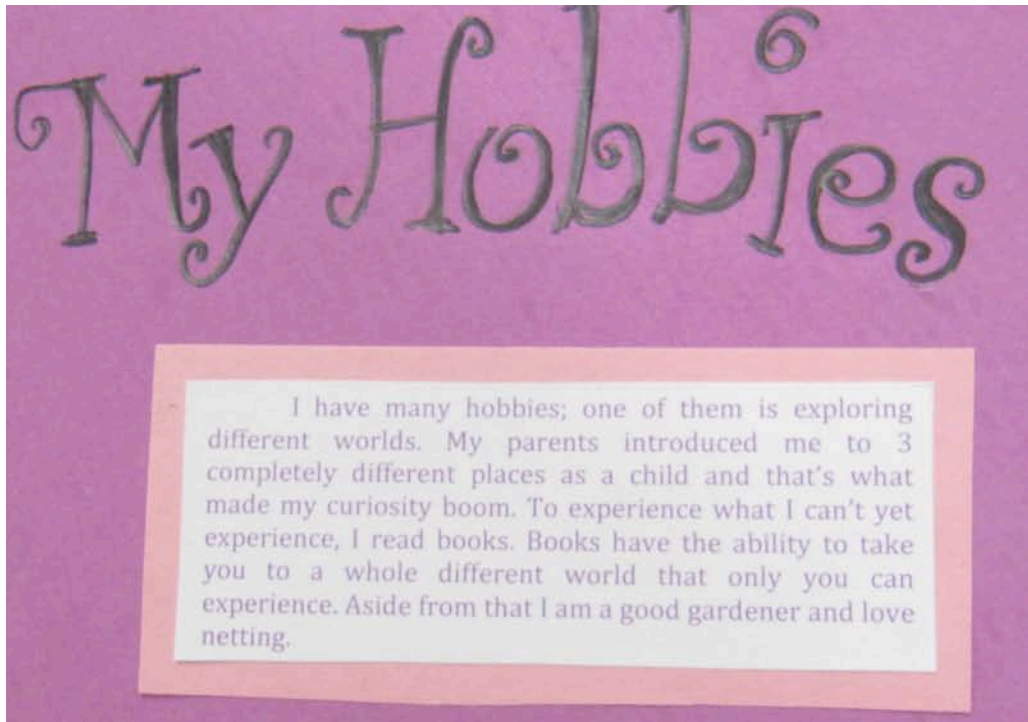 My Hobbies
I have many hobbies; one of them is exploring
different worlds. My parents introduced me to 3
completely different places as a child and that's what
made my curiosity boom. To experience what I can't yet
experience, I read books. Books have the ability to take
you to a whole different world that only you can
experience. Aside from that I am a good gardener and love
netting.